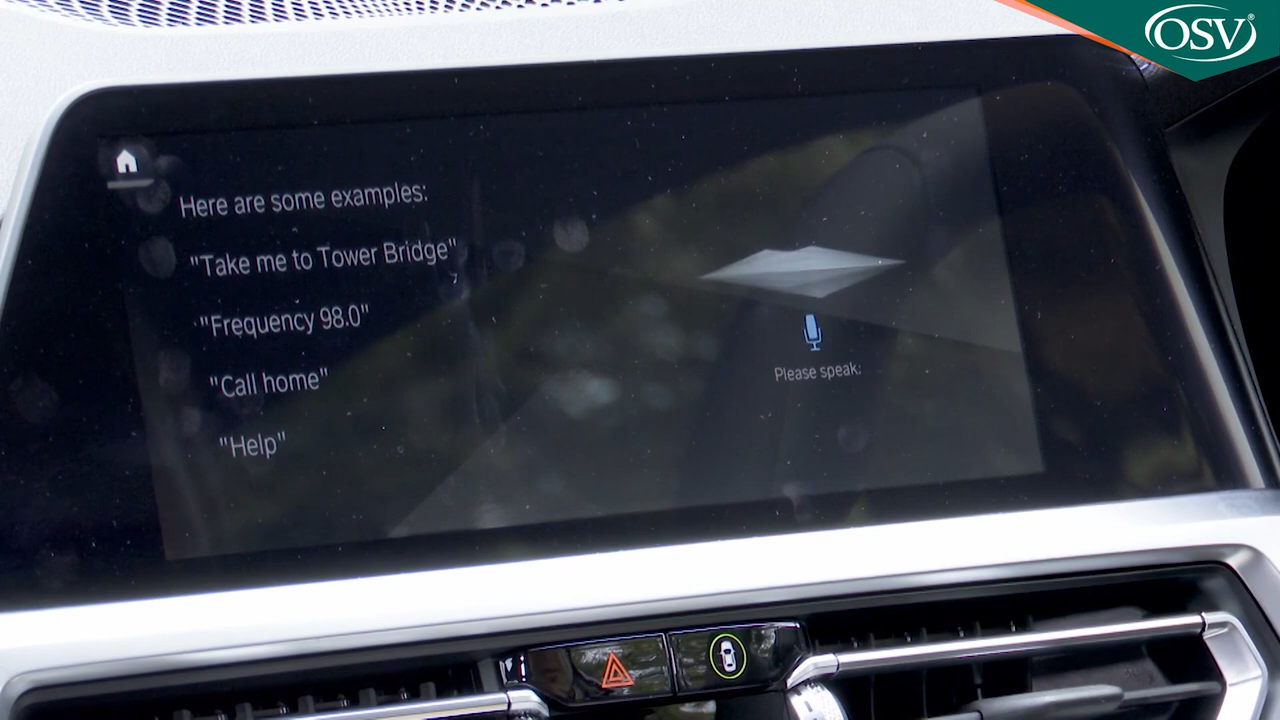 OSV®
Here are some examples:
"Take me to Tower Bridge"
"Frequency 98.0"
"Call home"
"Help"
Please speak: